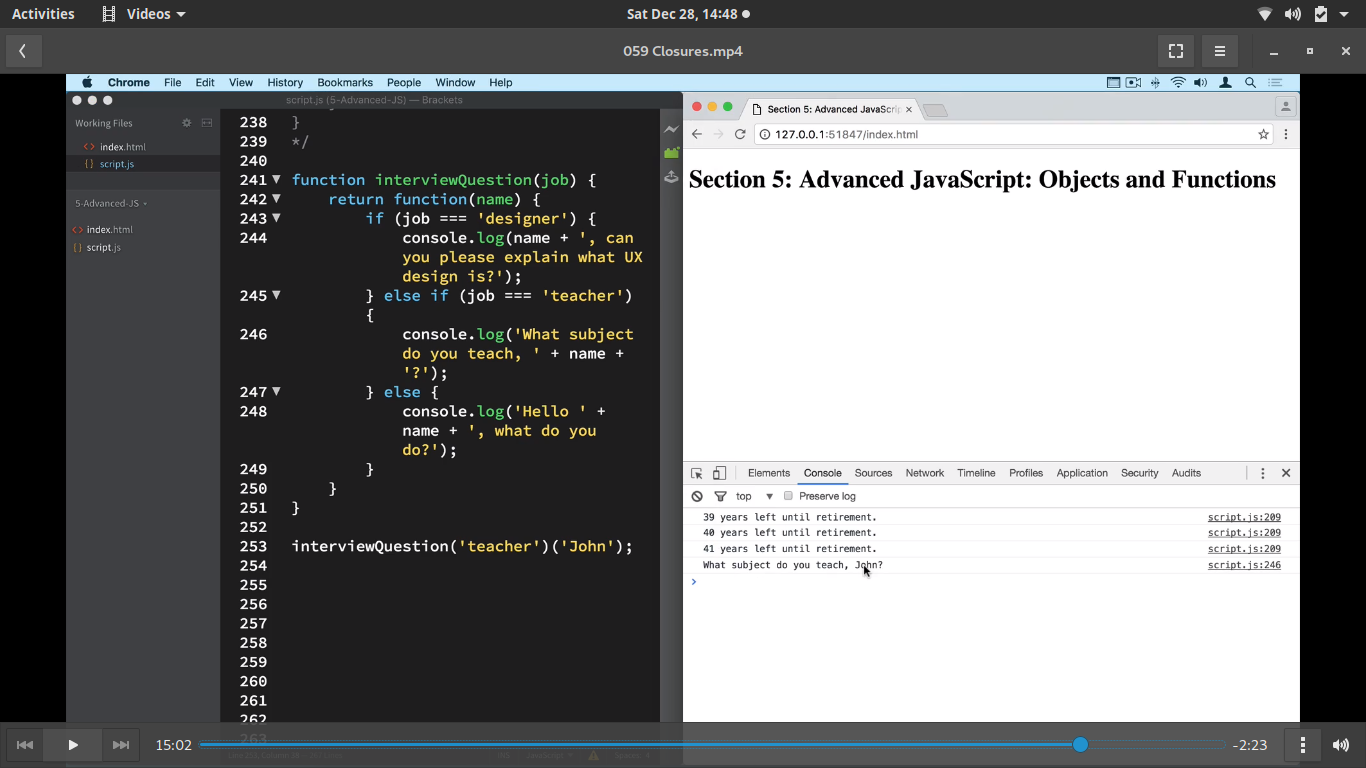 Activities Videos Sat Dec 28, 14:48
059 Closures.mp4
Chrome File Edit View History Bookmarks People Window Help
script.js (5-Advanced-JS) — Brackets
Working Files
<> index.html
{} script.js
5-Advanced-JS
<> index.html
{} script.js
238 }
239 */
240
241 function interviewQuestion(job) {
242 return function(name) {
243 if (job === 'designer') {
244 console.log(name + ', can
you please explain what UX
design is?');
245 } else if (job === 'teacher')
{
246 console.log('What subject
do you teach, ' + name +
'?');
247 } else {
248 console.log('Hello ' +
name + ', what do you
do?');
249 }
250 }
251 }
252
253 interviewQuestion('teacher')('John');
254
255
256
257
258
259
260
261
262
263
Section 5: Advanced JavaScrip
127.0.0.1:51847/index.html
Section 5: Advanced JavaScript: Objects and Functions
Elements Console Sources Network Timeline Profiles Application Security Audits
top Preserve log
39 years left until retirement. script.js:209
40 years left until retirement. script.js:209
41 years left until retirement. script.js:209
What subject do you teach, John? script.js:246
15:02 -2:23